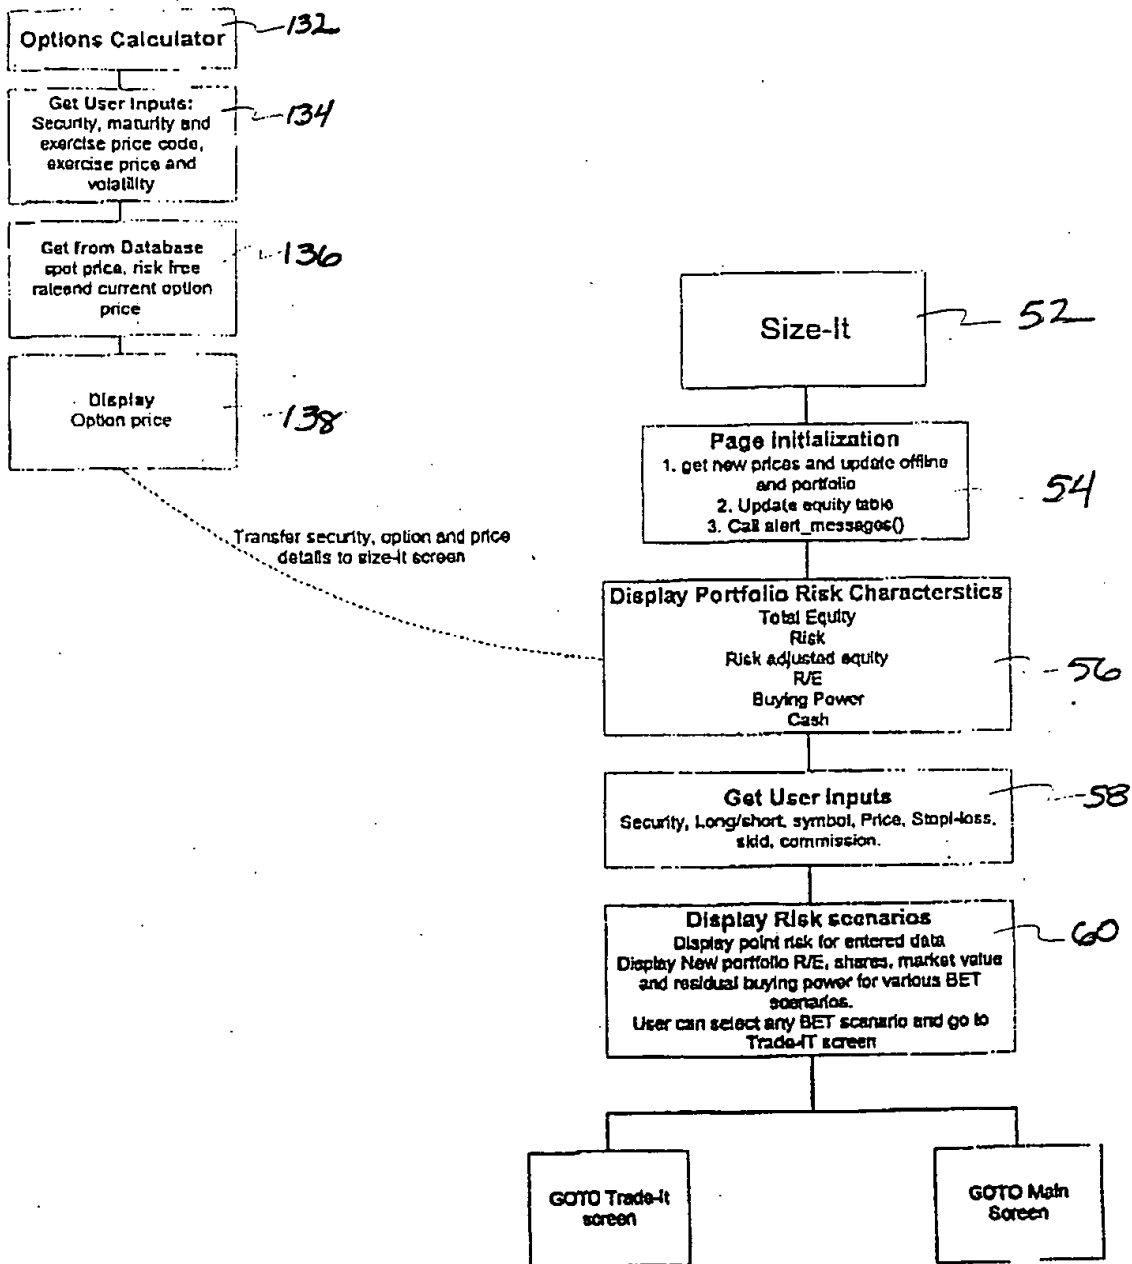 Options Calculator
132
Get User Inputs:
Security, maturity and
exercise price code,
exercise price and
volatility
134
Get from Database
spot price, risk free
rateand current option
price
136
Display
Option price
138
Transfer security, option and price
details to size-it screen
Size-It
52
Page Initialization
1. get new prices and update offline
and portfolio
2. Update equity table
3. Call alert_messages()
54
Display Portfolio Risk Characterstics
Total Equity
Risk
Risk adjusted equity
R/E
Buying Power
Cash
56
Get User Inputs
Security, Long/short, symbol, Price, Stopl-loss,
skid, commission.
58
Display Risk scenarios
Display point risk for entered data
Display New portfolio R/E, shares, market value
and residual buying power for various BET
scenarios.
User can select any BET scenario and go to
Trade-IT screen
60
GOTO Trade-It
screen
GOTO Main
Screen